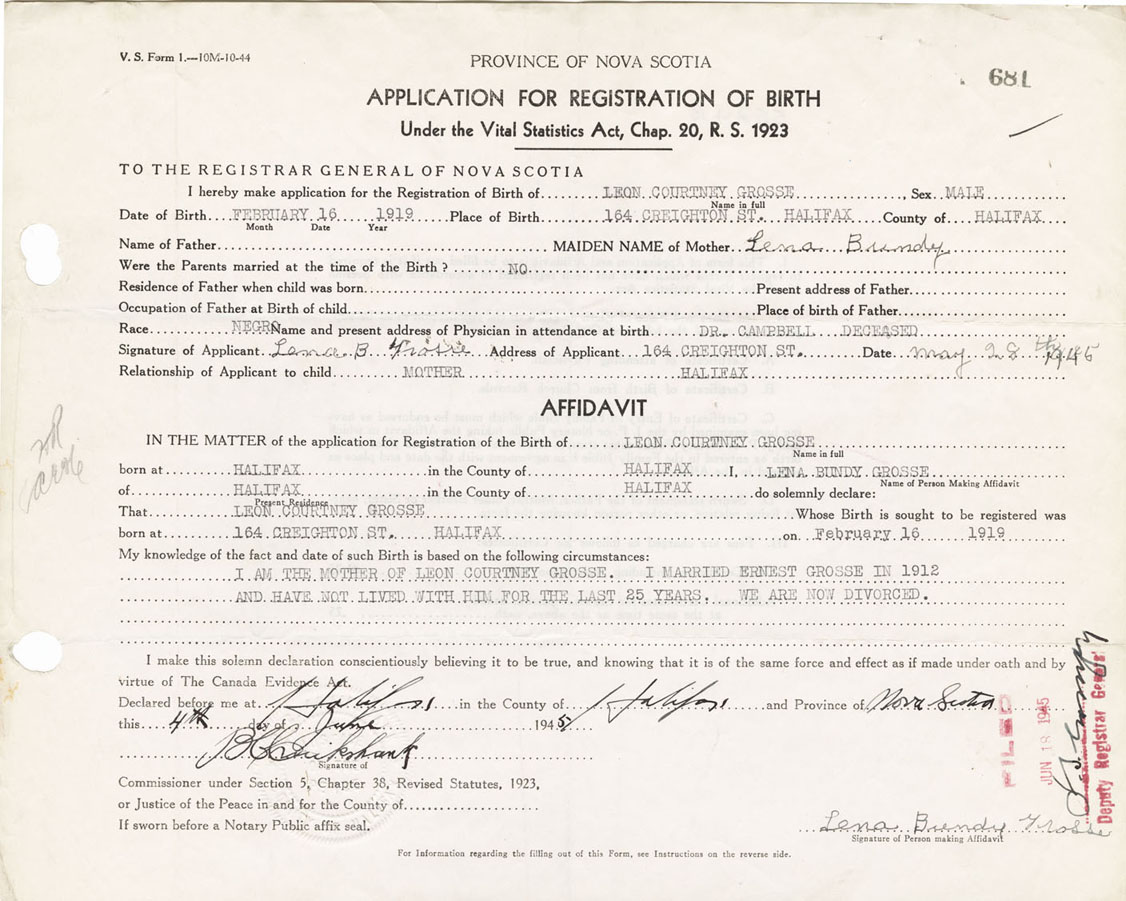 V. S. Form 1.—10M-10-44
PROVINCE OF NOVA SCOTIA
681
APPLICATION FOR REGISTRATION OF BIRTH
Under the Vital Statistics Act, Chap. 20, R. S. 1923
TO THE REGISTRAR GENERAL OF NOVA SCOTIA
I hereby make application for the Registration of Birth of LEON COURTNEY GROSSE, Sex MALE
Name in full
Date of Birth FEBRUARY 16 1919 Place of Birth 164 CREIGHTON ST. HALIFAX County of HALIFAX
Month Date Year
Name of Father MAIDEN NAME of Mother Lena Bundy
Were the Parents married at the time of the Birth ? NO
Residence of Father when child was born Present address of Father
Occupation of Father at Birth of child Place of birth of Father
Race NEGRO Name and present address of Physician in attendance at birth DR. CAMPBELL DECEASED
Signature of Applicant Lena B Grosse Address of Applicant 164 CREIGHTON ST. Date May 28th 1945
Relationship of Applicant to child MOTHER HALIFAX
AFFIDAVIT
IN THE MATTER of the application for Registration of the Birth of LEON COURTNEY GROSSE
Name in full
born at HALIFAX in the County of HALIFAX I, LENA BUNDY GROSSE
Name of Person Making Affidavit
of HALIFAX in the County of HALIFAX do solemnly declare:
Present Residence
That LEON COURTNEY GROSSE Whose Birth is sought to be registered was
born at 164 CREIGHTON ST. HALIFAX on February 16 1919
My knowledge of the fact and date of such Birth is based on the following circumstances:
I AM THE MOTHER OF LEON COURTNEY GROSSE. I MARRIED ERNEST GROSSE IN 1912
AND HAVE NOT LIVED WITH HIM FOR THE LAST 25 YEARS. WE ARE NOW DIVORCED.
I make this solemn declaration conscientiously believing it to be true, and knowing that it is of the same force and effect as if made under oath and by
virtue of The Canada Evidence Act.
Declared before me at Halifax in the County of Halifax and Province of Nova Scotia
this 4th day of June 1945
Signature of
Commissioner under Section 5, Chapter 38, Revised Statutes, 1923,
or Justice of the Peace in and for the County of
If sworn before a Notary Public affix seal.
Lena Bundy Grosse
Signature of Person making Affidavit
For Information regarding the filling out of this Form, see Instructions on the reverse side.
FILED
JUN 18 1945
Deputy Registrar General